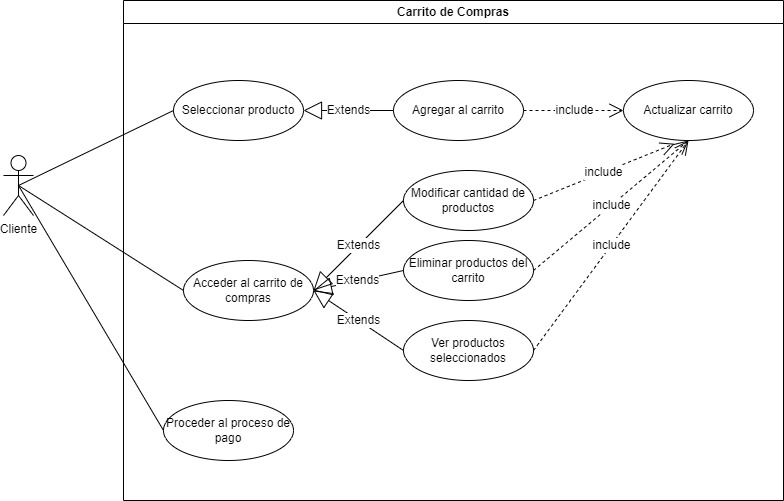 Carrito de Compras
Seleccionar producto
Extends
Agregar al carrito
include
Actualizar carrito
Cliente
Modificar cantidad de
productos
include
include
include
Extends
Extends
Extends
Acceder al carrito de
compras
Eliminar productos del
carrito
Ver productos
seleccionados
Proceder al proceso de
pago